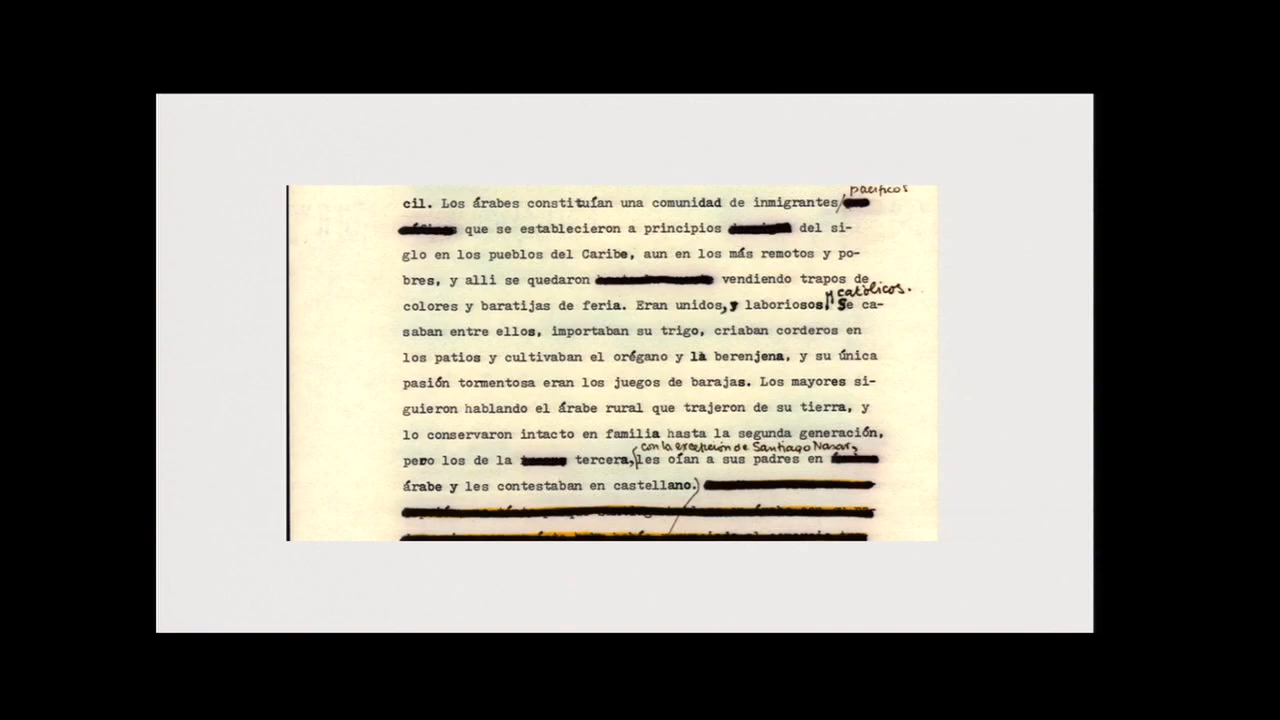 pacíficos
cil. Los árabes constituían una comunidad de inmigrantes
que se establecieron a principios del si-
glo en los pueblos del Caribe, aun en los más remotos y po-
bres, y alli se quedaron vendiendo trapos de
católicos.
colores y baratijas de feria. Eran unidos, y laboriosos, Se ca-
saban entre ellos, importaban su trigo, criaban corderos en
los patios y cultivaban el orégano y la berenjena, y su única
pasión tormentosa eran los juegos de barajas. Los mayores si-
guieron hablando el árabe rural que trajeron de su tierra, y
lo conservaron intacto en familia hasta la segunda generación,
con la excepción de Santiago Nasar,
pero los de la tercera, les oían a sus padres en
árabe y les contestaban en castellano.